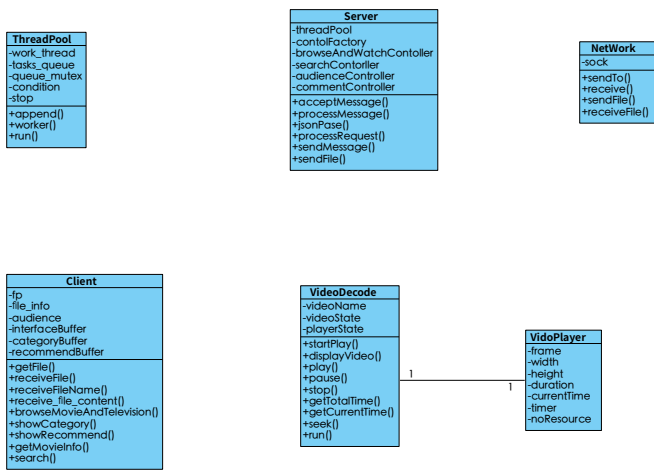 ThreadPool
-work_thread
-tasks_queue
-queue_mutex
-condition
-stop
+append()
+worker()
+run()
Server
-threadPool
-contolFactory
-browseAndWatchContoller
-searchContorller
-audienceController
-commentController
+acceptMessage()
+processMessage()
+jsonPase()
+processRequest()
+sendMessage()
+sendFile()
NetWork
-sock
+sendTo()
+receive()
+sendFile()
+receiveFile()
Client
-fp
-file_info
-audience
-interfaceBuffer
-categoryBuffer
-recommendBuffer
+getFile()
+receiveFile()
+receiveFileName()
+receive_file_content()
+browseMovieAndTelevision()
+showCategory()
+showRecommend()
+getMovieInfo()
+search()
VideoDecode
-videoName
-videoState
-playerState
+startPlay()
+displayVideo()
+play()
+pause()
+stop()
+getTotalTime()
+getCurrentTime()
+seek()
+run()
1
1
VidoPlayer
-frame
-width
-height
-duration
-currentTime
-timer
-noResource